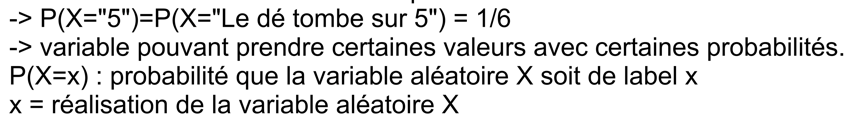 -> P(X="5")=P(X="Le dé tombe sur 5") = 1/6
-> variable pouvant prendre certaines valeurs avec certaines probabilités.
P(X=x) : probabilité que la variable aléatoire X soit de label x
x = réalisation de la variable aléatoire X